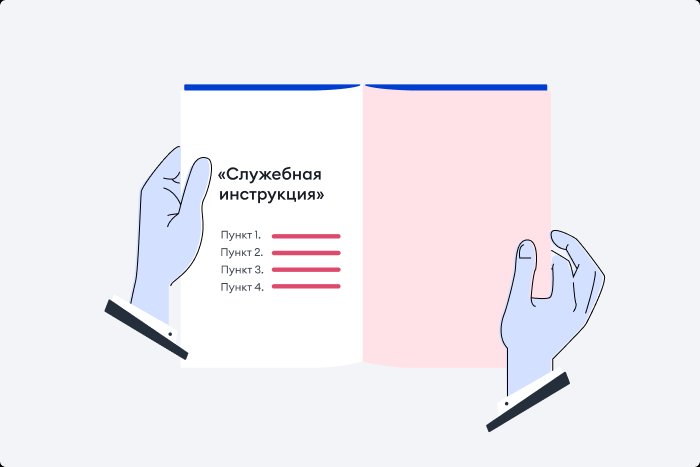 «Служебная
инструкция»
Пункт 1.
Пункт 2.
Пункт 3.
Пункт 4.